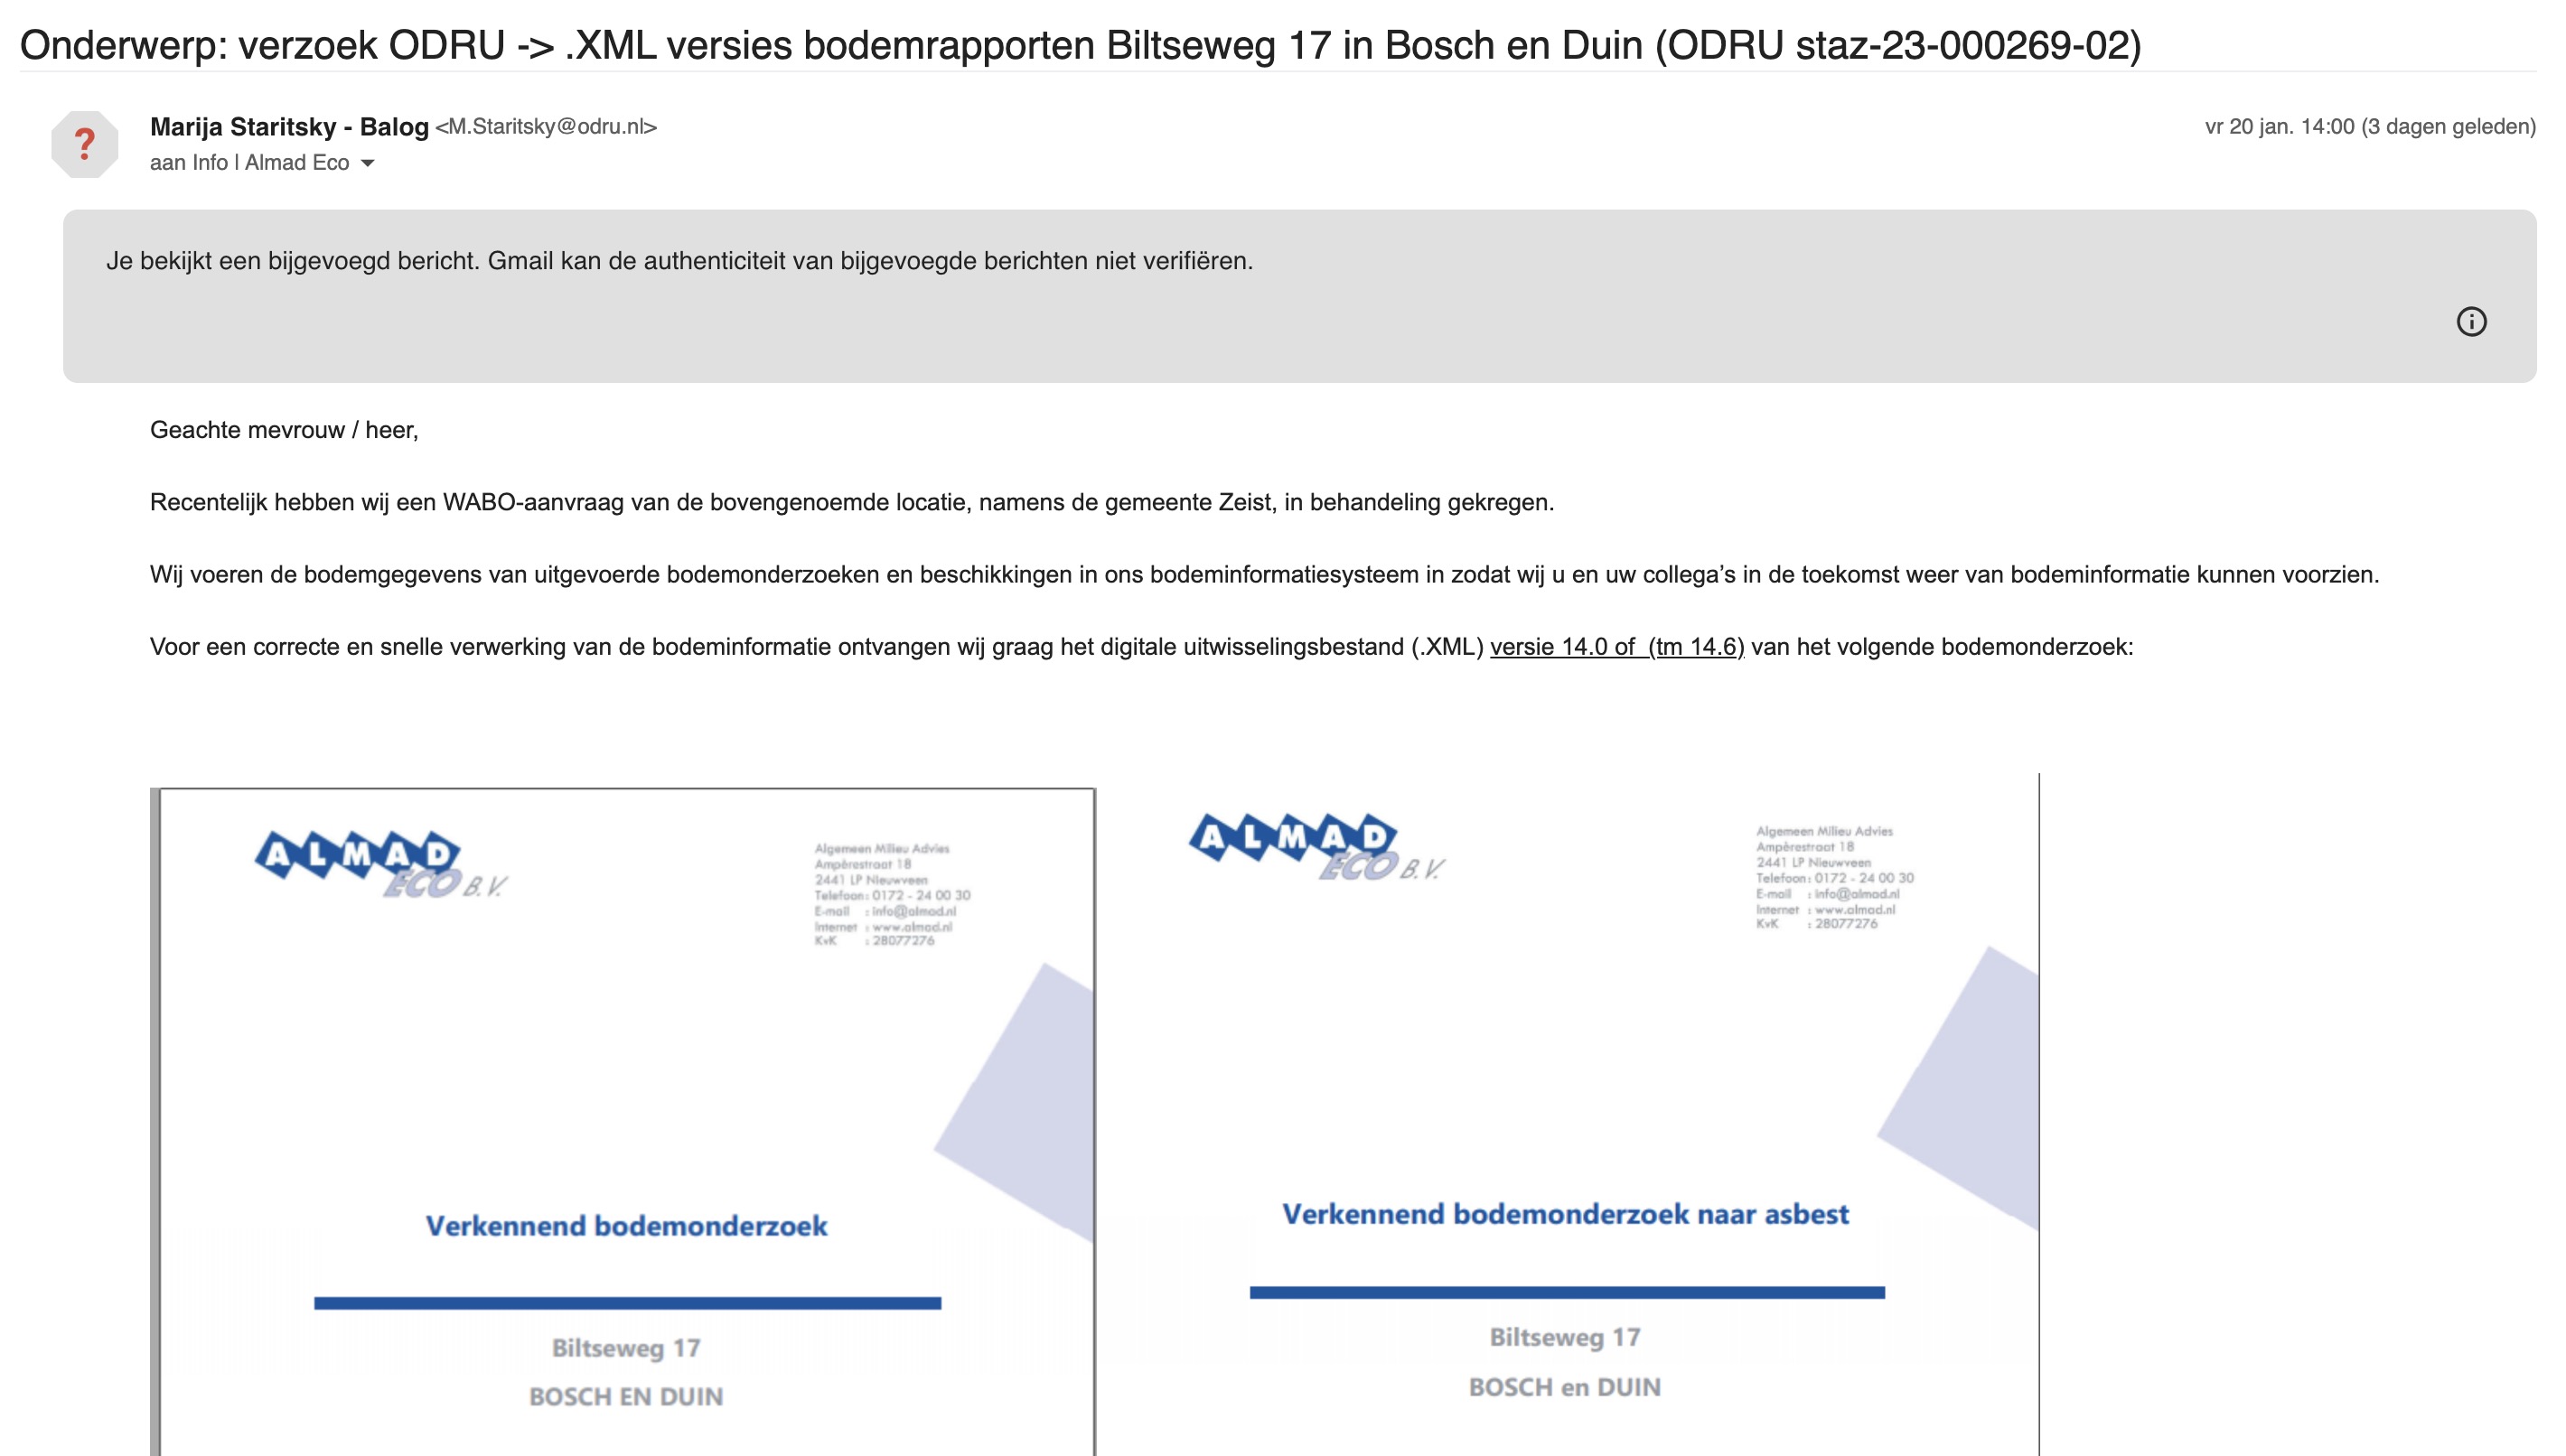 Onderwerp: verzoek ODRU -> .XML versies bodemrapporten Biltseweg 17 in Bosch en Duin (ODRU staz-23-000269-02)
?
Marija Staritsky - Balog <M.Staritsky@odru.nl>
vr 20 jan. 14:00 (3 dagen geleden)
aan Info | Almad Eco
Je bekijkt een bijgevoegd bericht. Gmail kan de authenticiteit van bijgevoegde berichten niet verifiëren.
Geachte mevrouw / heer,
Recentelijk hebben wij een WABO-aanvraag van de bovengenoemde locatie, namens de gemeente Zeist, in behandeling gekregen.
Wij voeren de bodemgegevens van uitgevoerde bodemonderzoeken en beschikkingen in ons bodeminformatiesysteem in zodat wij u en uw collega's in de toekomst weer van bodeminformatie kunnen voorzien.
Voor een correcte en snelle verwerking van de bodeminformatie ontvangen wij graag het digitale uitwisselingsbestand (.XML) versie 14.0 of  (tm 14.6) van het volgende bodemonderzoek:
ALMAD
ECO B.V.
Algemeen Milieu Advies
Ampèrestraat 18
2441 LP Nieuwveen
Telefoon: 0172 - 24 00 30
E-mail : info@almad.nl
Internet : www.almad.nl
KvK : 28077276
Verkennend bodemonderzoek
Biltseweg 17
BOSCH EN DUIN
ALMAD
ECO B.V.
Algemeen Milieu Advies
Ampèrestraat 18
2441 LP Nieuwveen
Telefoon: 0172 - 24 00 30
E-mail : info@almad.nl
Internet : www.almad.nl
KvK : 28077276
Verkennend bodemonderzoek naar asbest
Biltseweg 17
BOSCH en DUIN